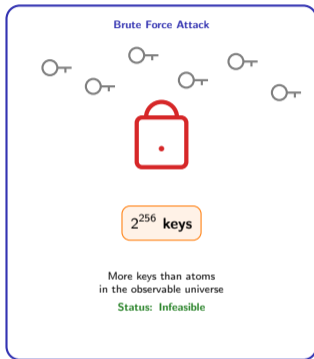 Brute Force Attack
2^256 keys
More keys than atoms
in the observable universe
Status: Infeasible